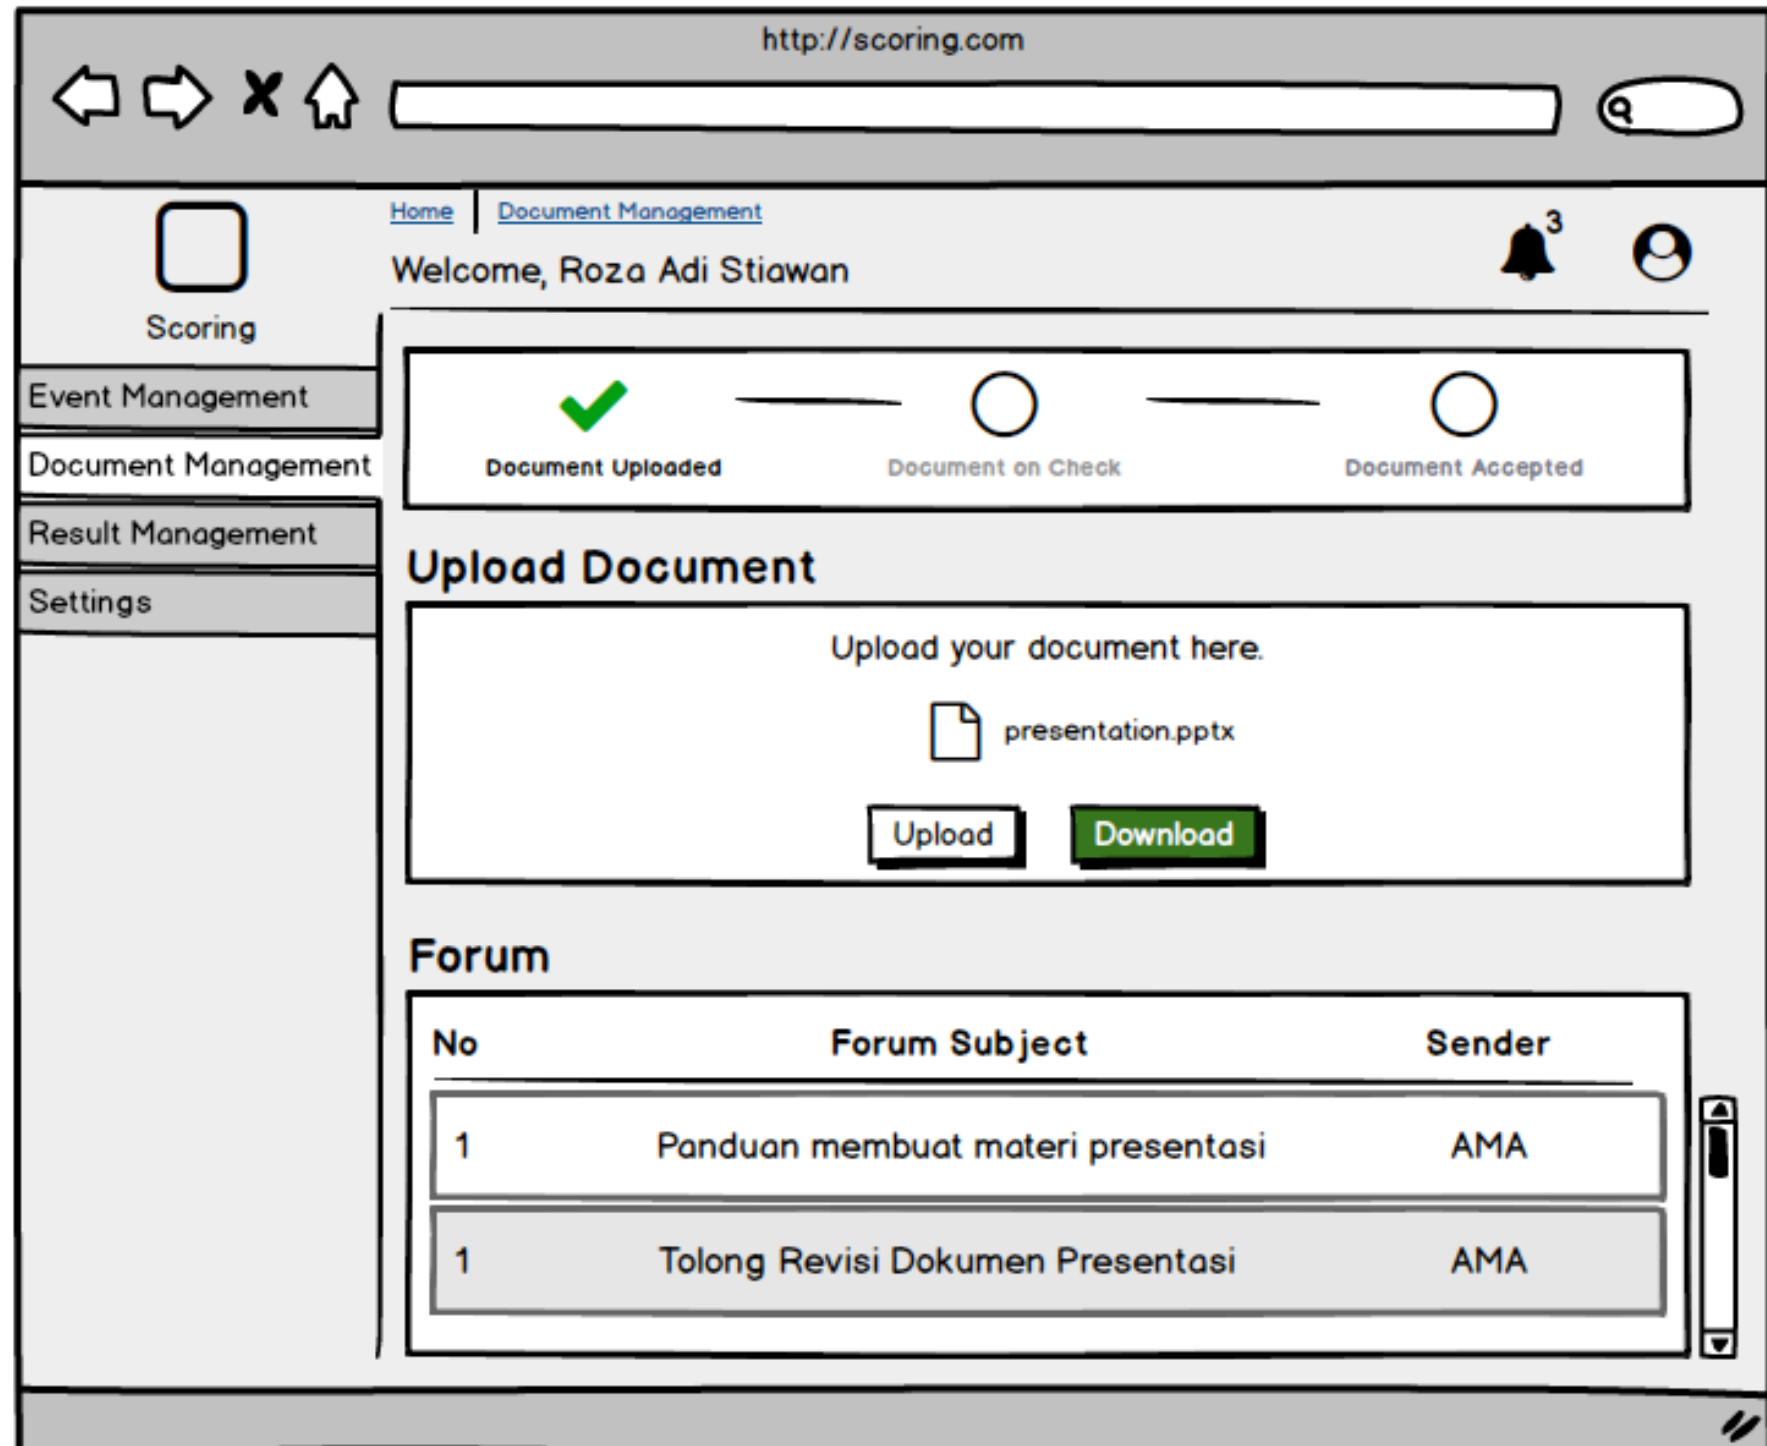 http://scoring.com
Home Document Management
3
Welcome, Roza Adi Stiawan
Scoring
Event Management
Document Management
Result Management
Settings
Document Uploaded Document on Check Document Accepted
Upload Document
Upload your document here.
presentation.pptx
Upload Download
Forum
No Forum Subject Sender
1 Panduan membuat materi presentasi AMA
1 Tolong Revisi Dokumen Presentasi AMA